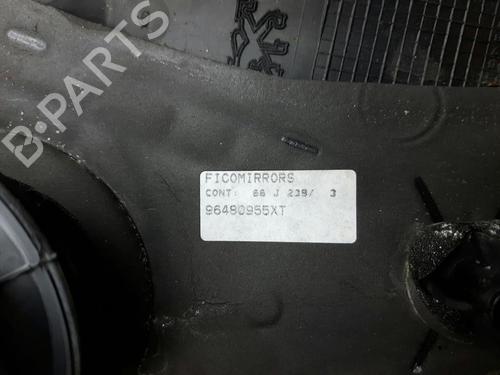 B-PARTS
FICOMIRRORS
CONT: 66 J 239/ 3
96480955XT